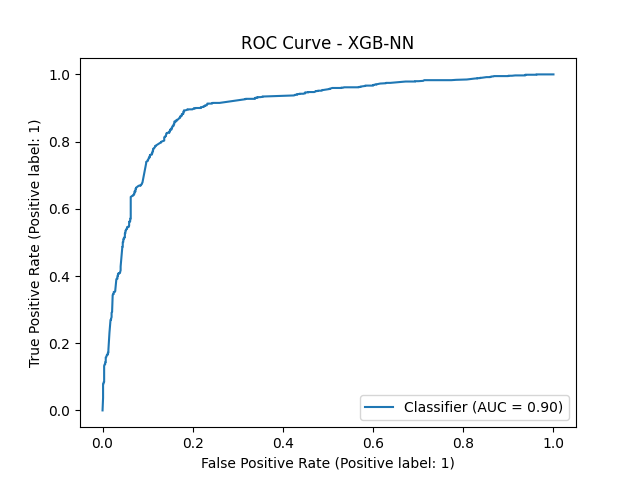 ROC Curve - XGB-NN
1.0
0.8
0.6
0.4
0.2
0.0
True Positive Rate (Positive label: 1)
Classifier (AUC = 0.90)
0.0 0.2 0.4 0.6 0.8 1.0
False Positive Rate (Positive label: 1)